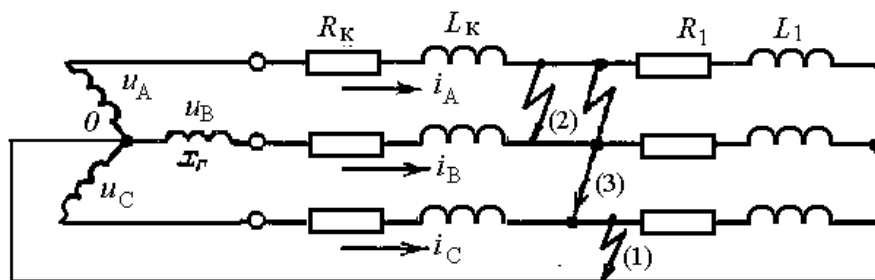 R_К L_К R_1 L_1
u_A
i_A
u_B
0
(2)
x_г
i_B
u_C
(3)
i_C
(1)